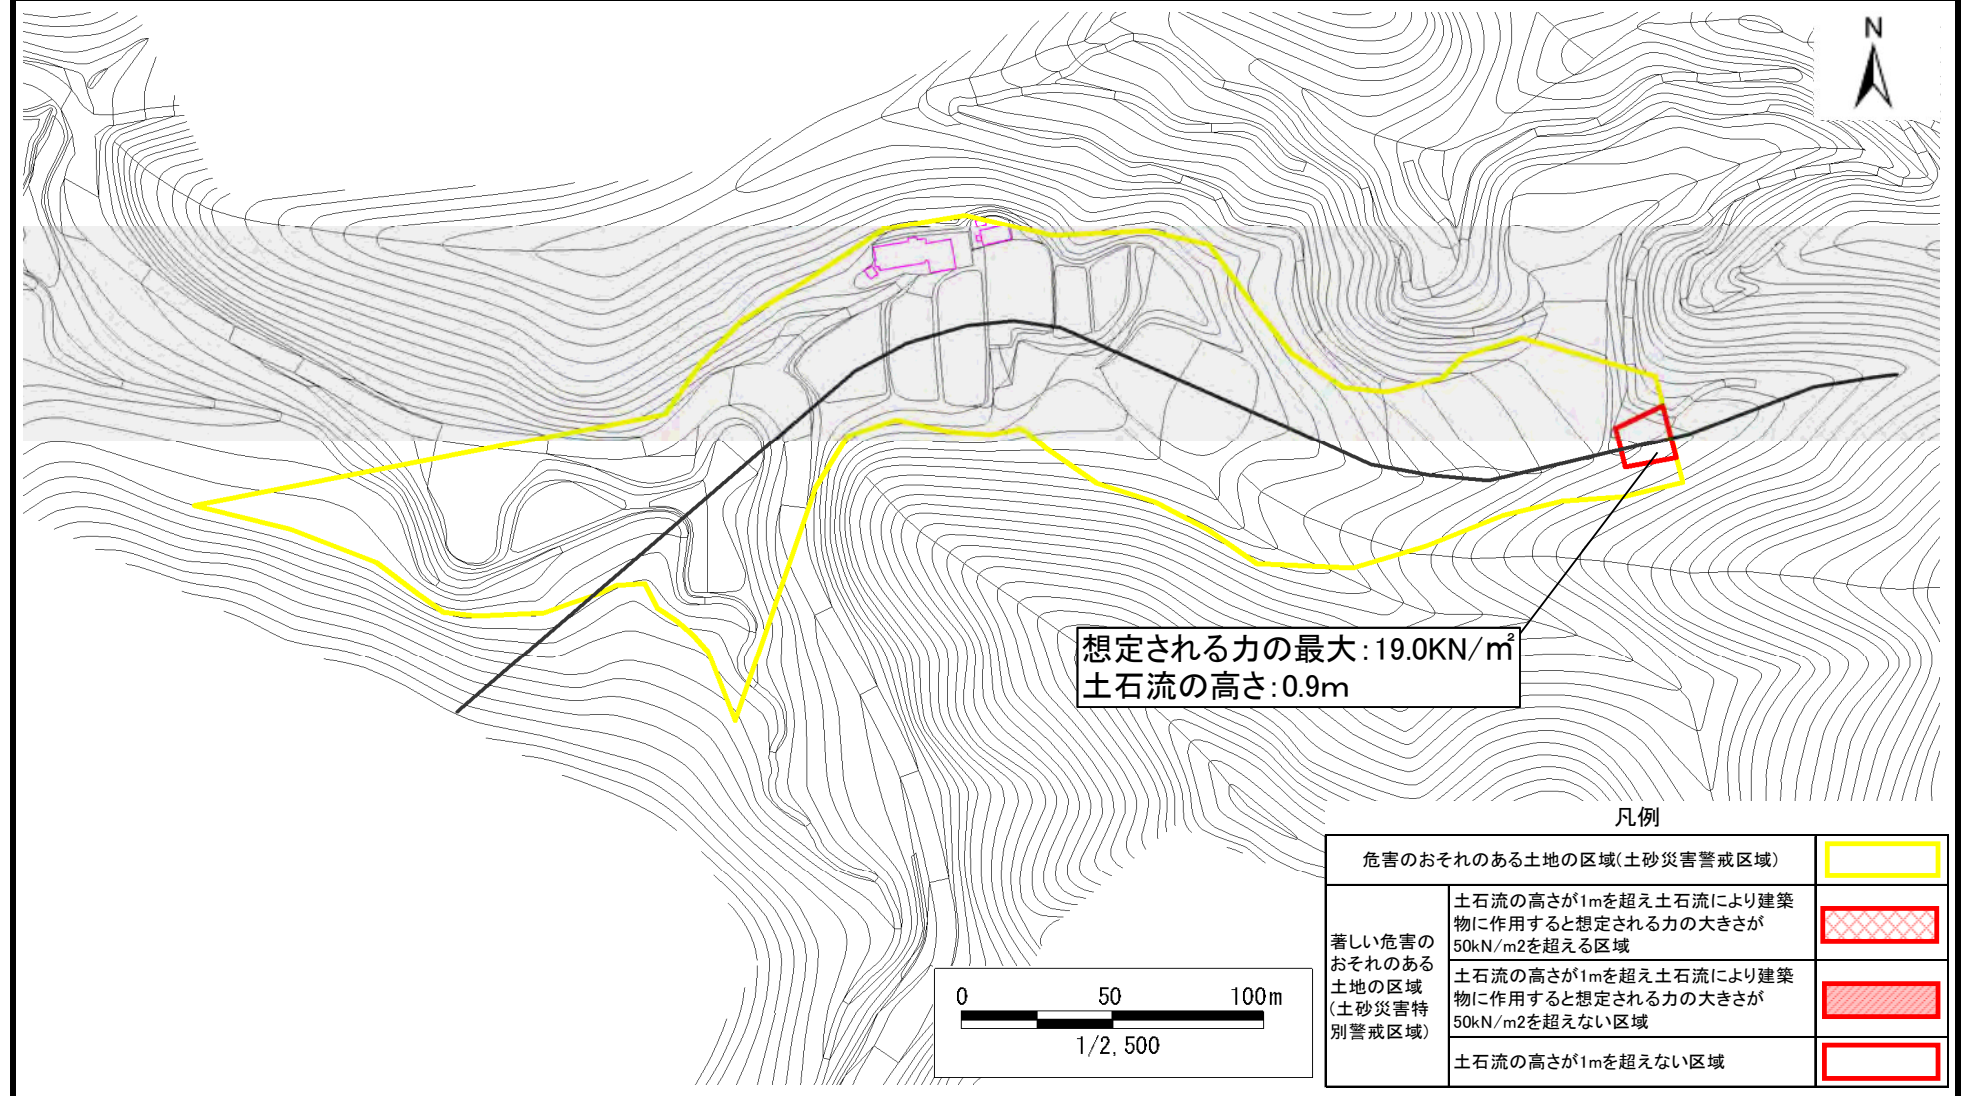 N
想定される力の最大:19.0KN/㎡
土石流の高さ:0.9m
凡例
危害のおそれのある土地の区域(土砂災害警戒区域)
著しい危害の
おそれのある
土地の区域
(土砂災害特
別警戒区域)
土石流の高さが1mを超え土石流により建築
物に作用すると想定される力の大きさが
50kN/m2を超える区域
土石流の高さが1mを超え土石流により建築
物に作用すると想定される力の大きさが
50kN/m2を超えない区域
土石流の高さが1mを超えない区域
0 50 100m
1/2,500